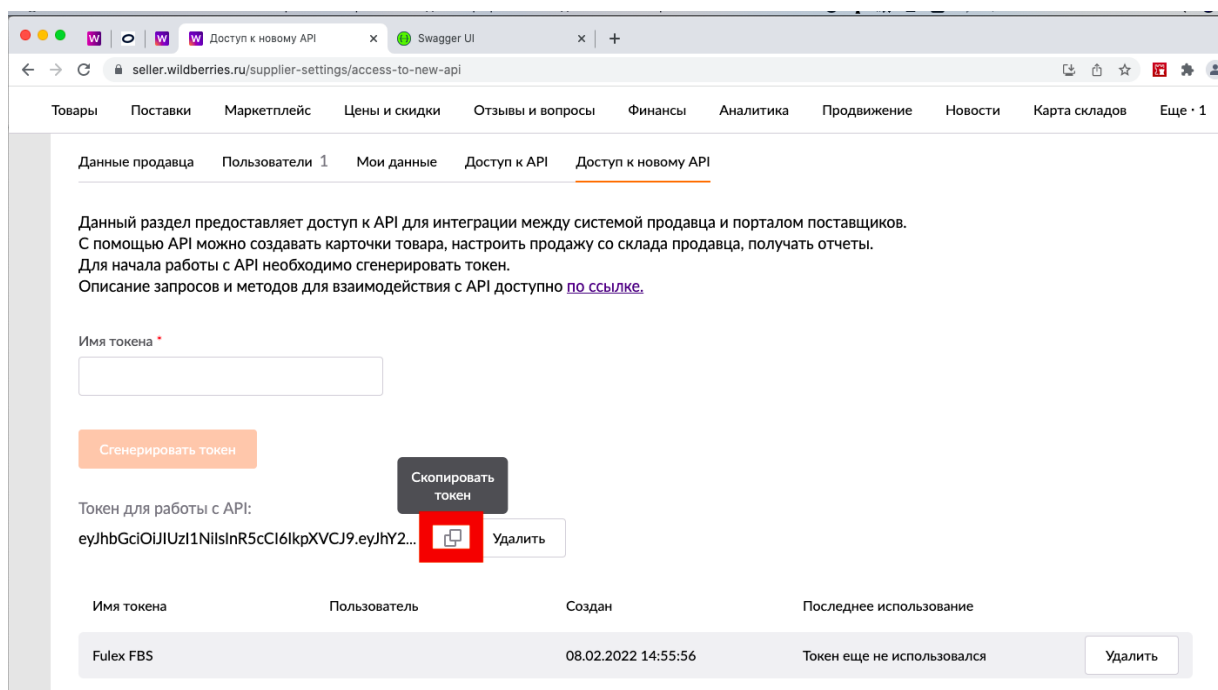 Доступ к новому API
Swagger UI
seller.wildberries.ru/supplier-settings/access-to-new-api
Товары Поставки Маркетплейс Цены и скидки Отзывы и вопросы Финансы Аналитика Продвижение Новости Карта складов Еще · 1
Данные продавца Пользователи 1 Мои данные Доступ к API Доступ к новому API
Данный раздел предоставляет доступ к API для интеграции между системой продавца и порталом поставщиков.
С помощью API можно создавать карточки товара, настроить продажу со склада продавца, получать отчеты.
Для начала работы с API необходимо сгенерировать токен.
Описание запросов и методов для взаимодействия с API доступно по ссылке.
Имя токена *
Сгенерировать токен
Скопировать
токен
Токен для работы с API:
eyJhbGciOiJIUzI1NiIsInR5cCI6IkpXVCJ9.eyJhY2... Удалить
Имя токена Пользователь Создан Последнее использование
Fulex FBS 08.02.2022 14:55:56 Токен еще не использовался Удалить